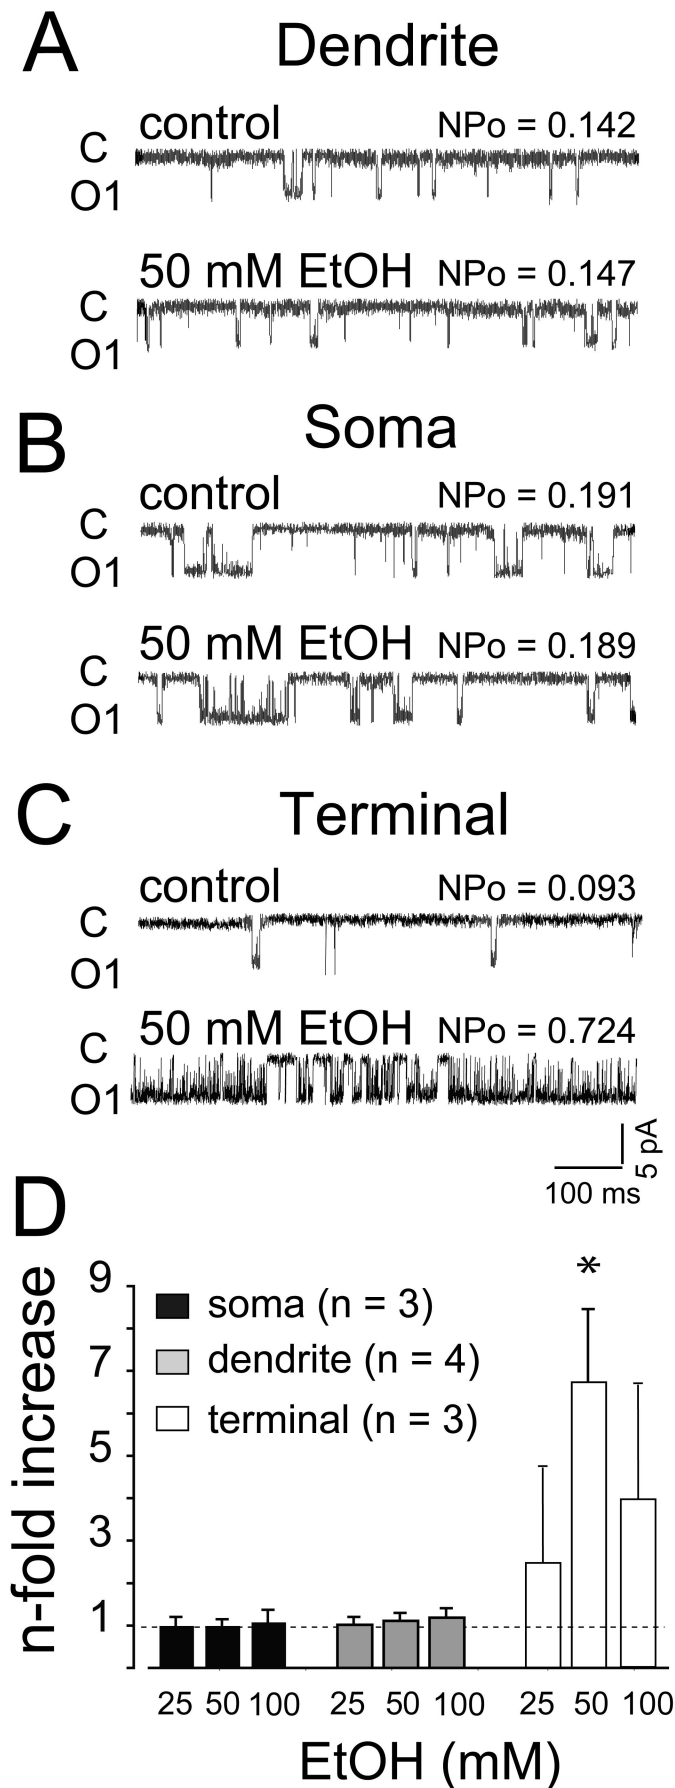 A Dendrite
control NPo = 0.142
C
O1
50 mM EtOH NPo = 0.147
C
O1
B Soma
control NPo = 0.191
C
O1
50 mM EtOH NPo = 0.189
C
O1
C Terminal
control NPo = 0.093
C
O1
50 mM EtOH NPo = 0.724
C
O1
5 pA
100 ms
D
n-fold increase
9
7
5
3
1
soma (n = 3)
dendrite (n = 4)
terminal (n = 3)
*
25 50 100 25 50 100 25 50 100
EtOH (mM)